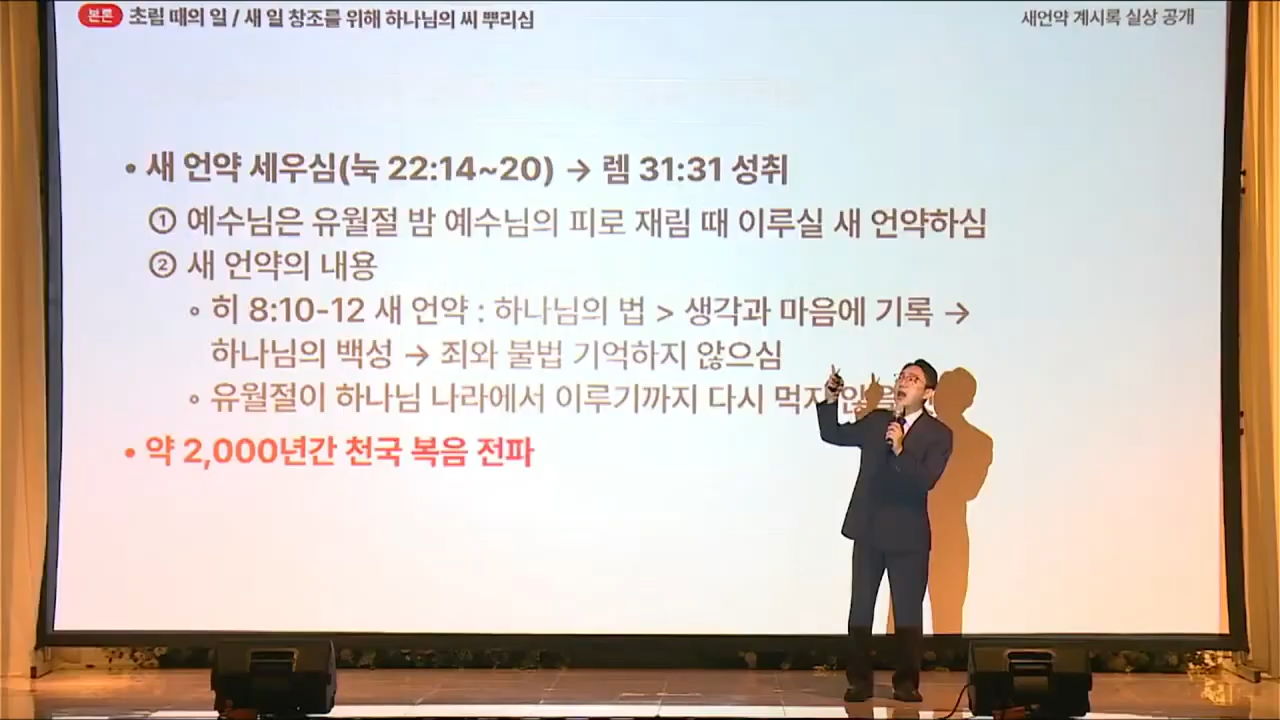 본론 초림 때의 일 / 새 일 창조를 위해 하나님의 씨 뿌리심
새언약 계시록 실상 공개
• 새 언약 세우심(눅 22:14~20) → 렘 31:31 성취
① 예수님은 유월절 밤 예수님의 피로 재림 때 이루실 새 언약하심
② 새 언약의 내용
◦ 히 8:10-12 새 언약 : 하나님의 법 > 생각과 마음에 기록 →
하나님의 백성 → 죄와 불법 기억하지 않으심
◦ 유월절이 하나님 나라에서 이루기까지 다시 먹지
• 약 2,000년간 천국 복음 전파